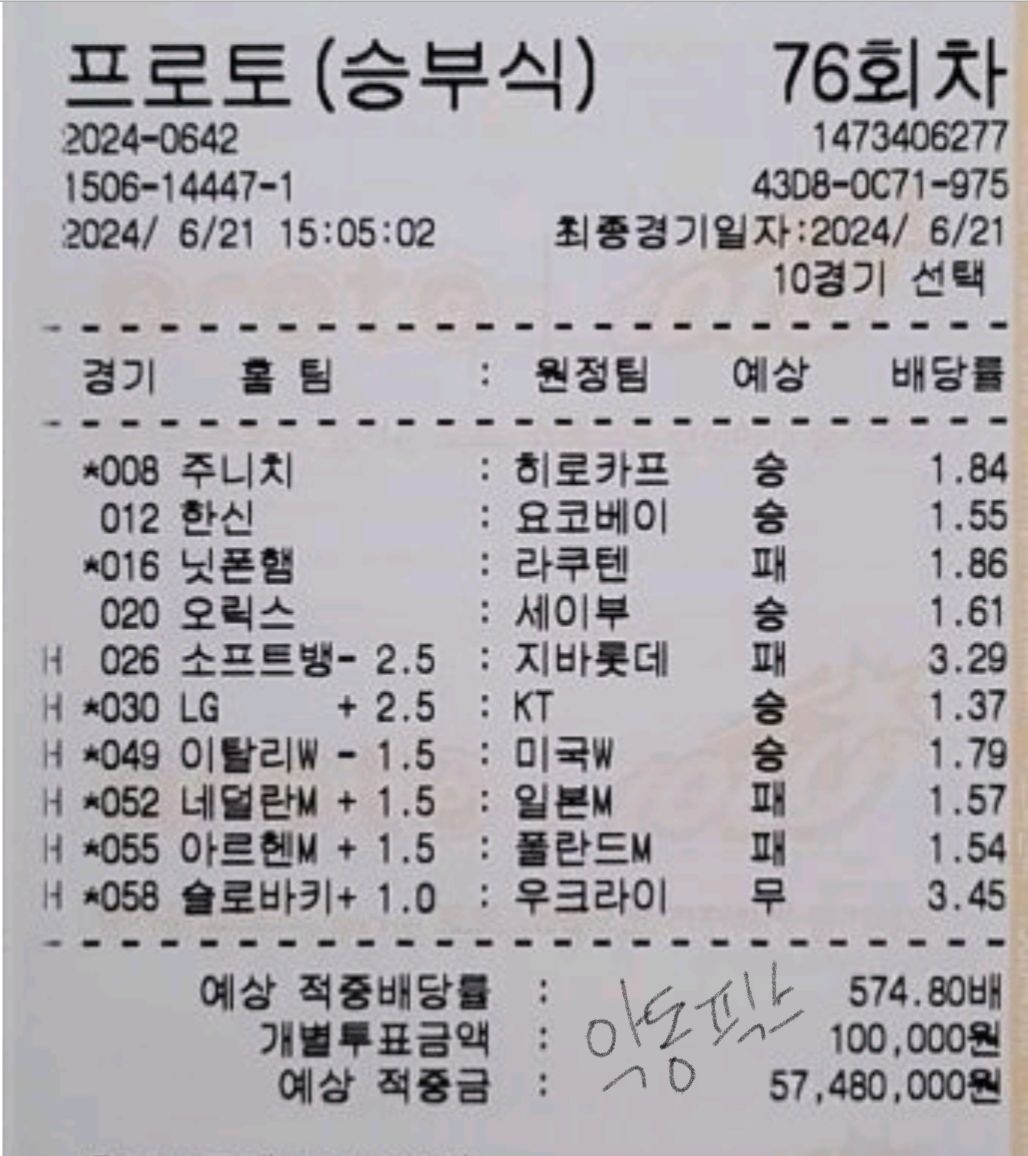 프로토(승부식) 76회차
2024-0642 1473406277
1506-14447-1 43D8-0C71-975
2024/ 6/21 15:05:02 최종경기일자:2024/ 6/21
10경기 선택
경기 홈 팀 : 원정팀 예상 배당률
*008 주니치 : 히로카프 승 1.84
012 한신 : 요코베이 승 1.55
*016 닛폰햄 : 라쿠텐 패 1.86
020 오릭스 : 세이부 승 1.61
H 026 소프트뱅- 2.5 : 지바롯데 패 3.29
H *030 LG + 2.5 : KT 승 1.37
H *049 이탈리W - 1.5 : 미국W 승 1.79
H *052 네덜란M + 1.5 : 일본M 패 1.57
H *055 아르헨M + 1.5 : 폴란드M 패 1.54
H *058 슬로바키+ 1.0 : 우크라이 무 3.45
예상 적중배당률 : 574.80배
개별투표금액 : 100,000원
예상 적중금 : 57,480,000원
악동픽스